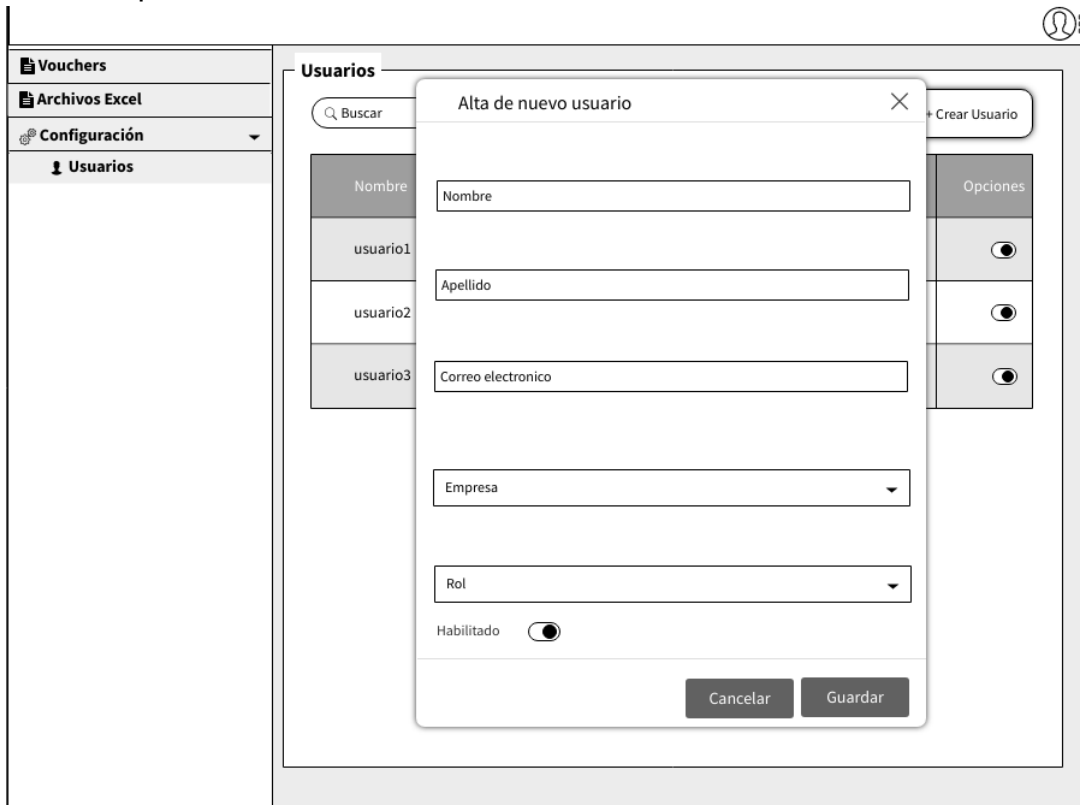 Vouchers
Archivos Excel
Configuración
Usuarios
Usuarios
Buscar
+ Crear Usuario
Nombre
Opciones
usuario1
usuario2
usuario3
Alta de nuevo usuario
Nombre
Apellido
Correo electronico
Empresa
Rol
Habilitado
Cancelar
Guardar